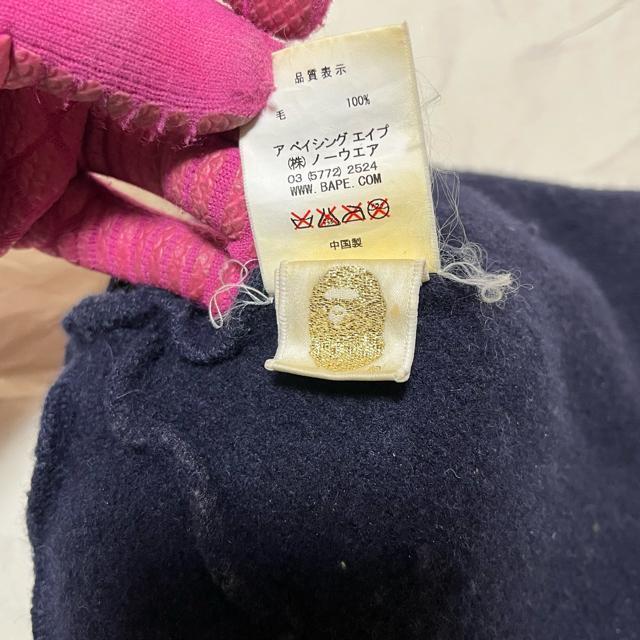 品質表示
毛 100%
ア ベイシング エイプ
㈱ ノーウエア
03 (5772) 2524
WWW.BAPE.COM
中国製